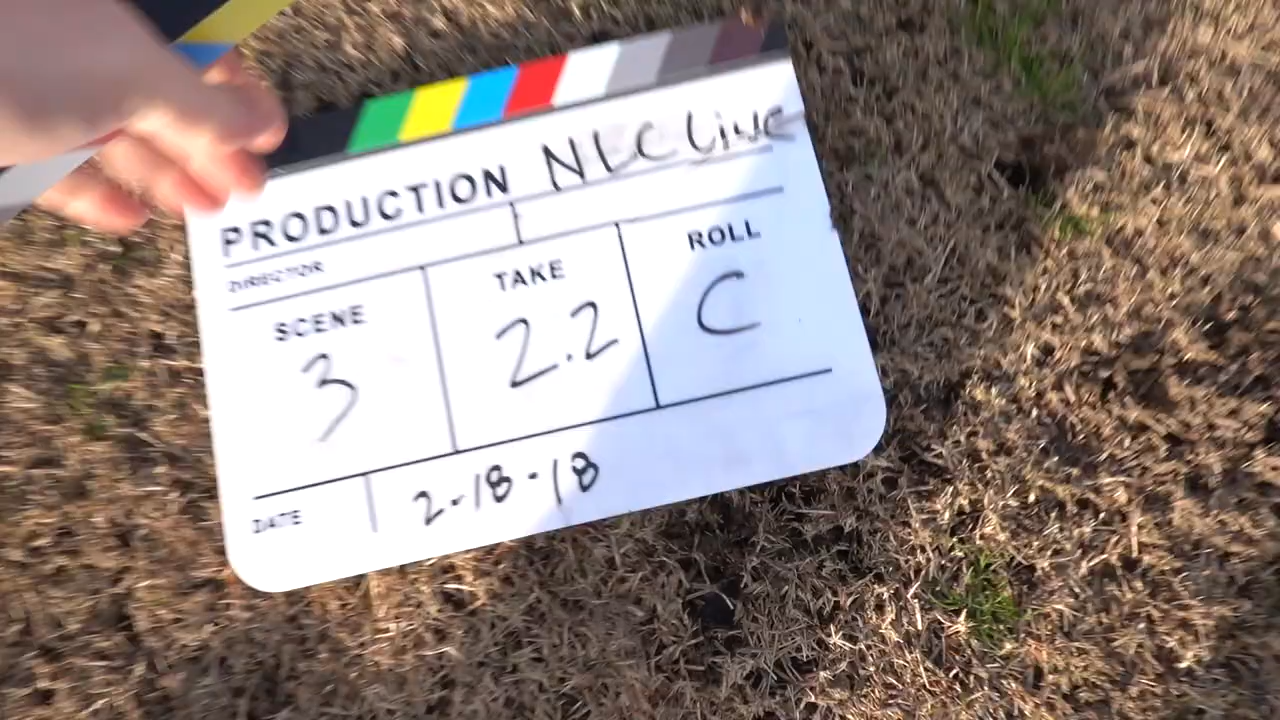 PRODUCTION NLC Live
DIRECTOR
SCENE TAKE ROLL
3 2.2 C
DATE 2-18-18